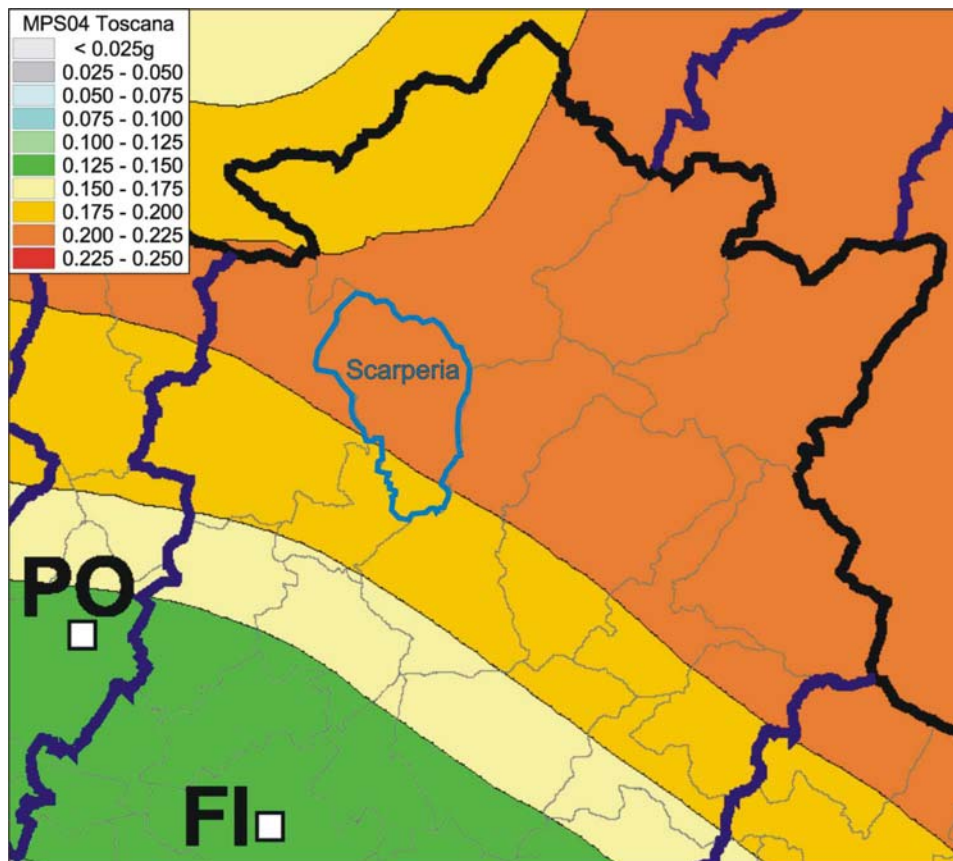 MPS04 Toscana
< 0.025g
0.025 - 0.050
0.050 - 0.075
0.075 - 0.100
0.100 - 0.125
0.125 - 0.150
0.150 - 0.175
0.175 - 0.200
0.200 - 0.225
0.225 - 0.250
Scarperia
PO
FI